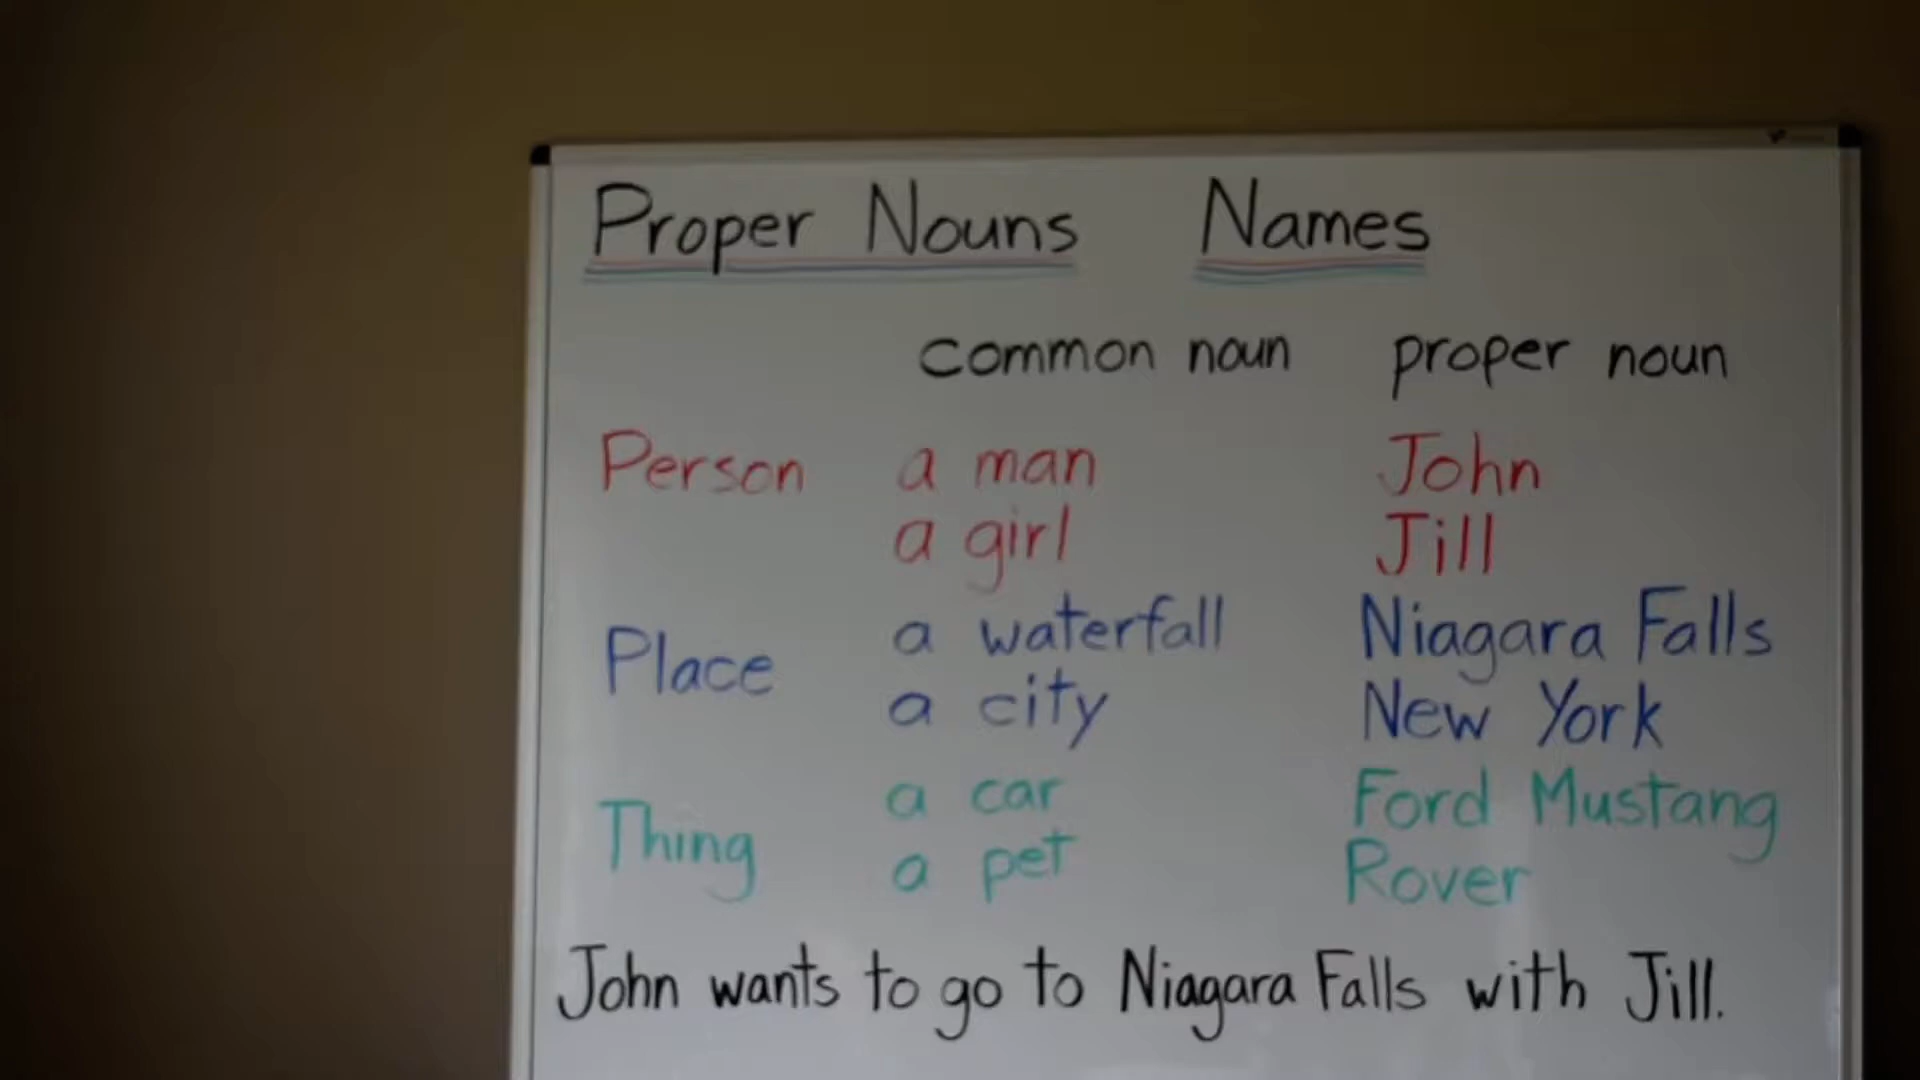 Proper Nouns Names
common noun proper noun
Person a man John
a girl Jill
Place a waterfall Niagara Falls
a city New York
Thing a car Ford Mustang
a pet Rover
John wants to go to Niagara Falls with Jill.